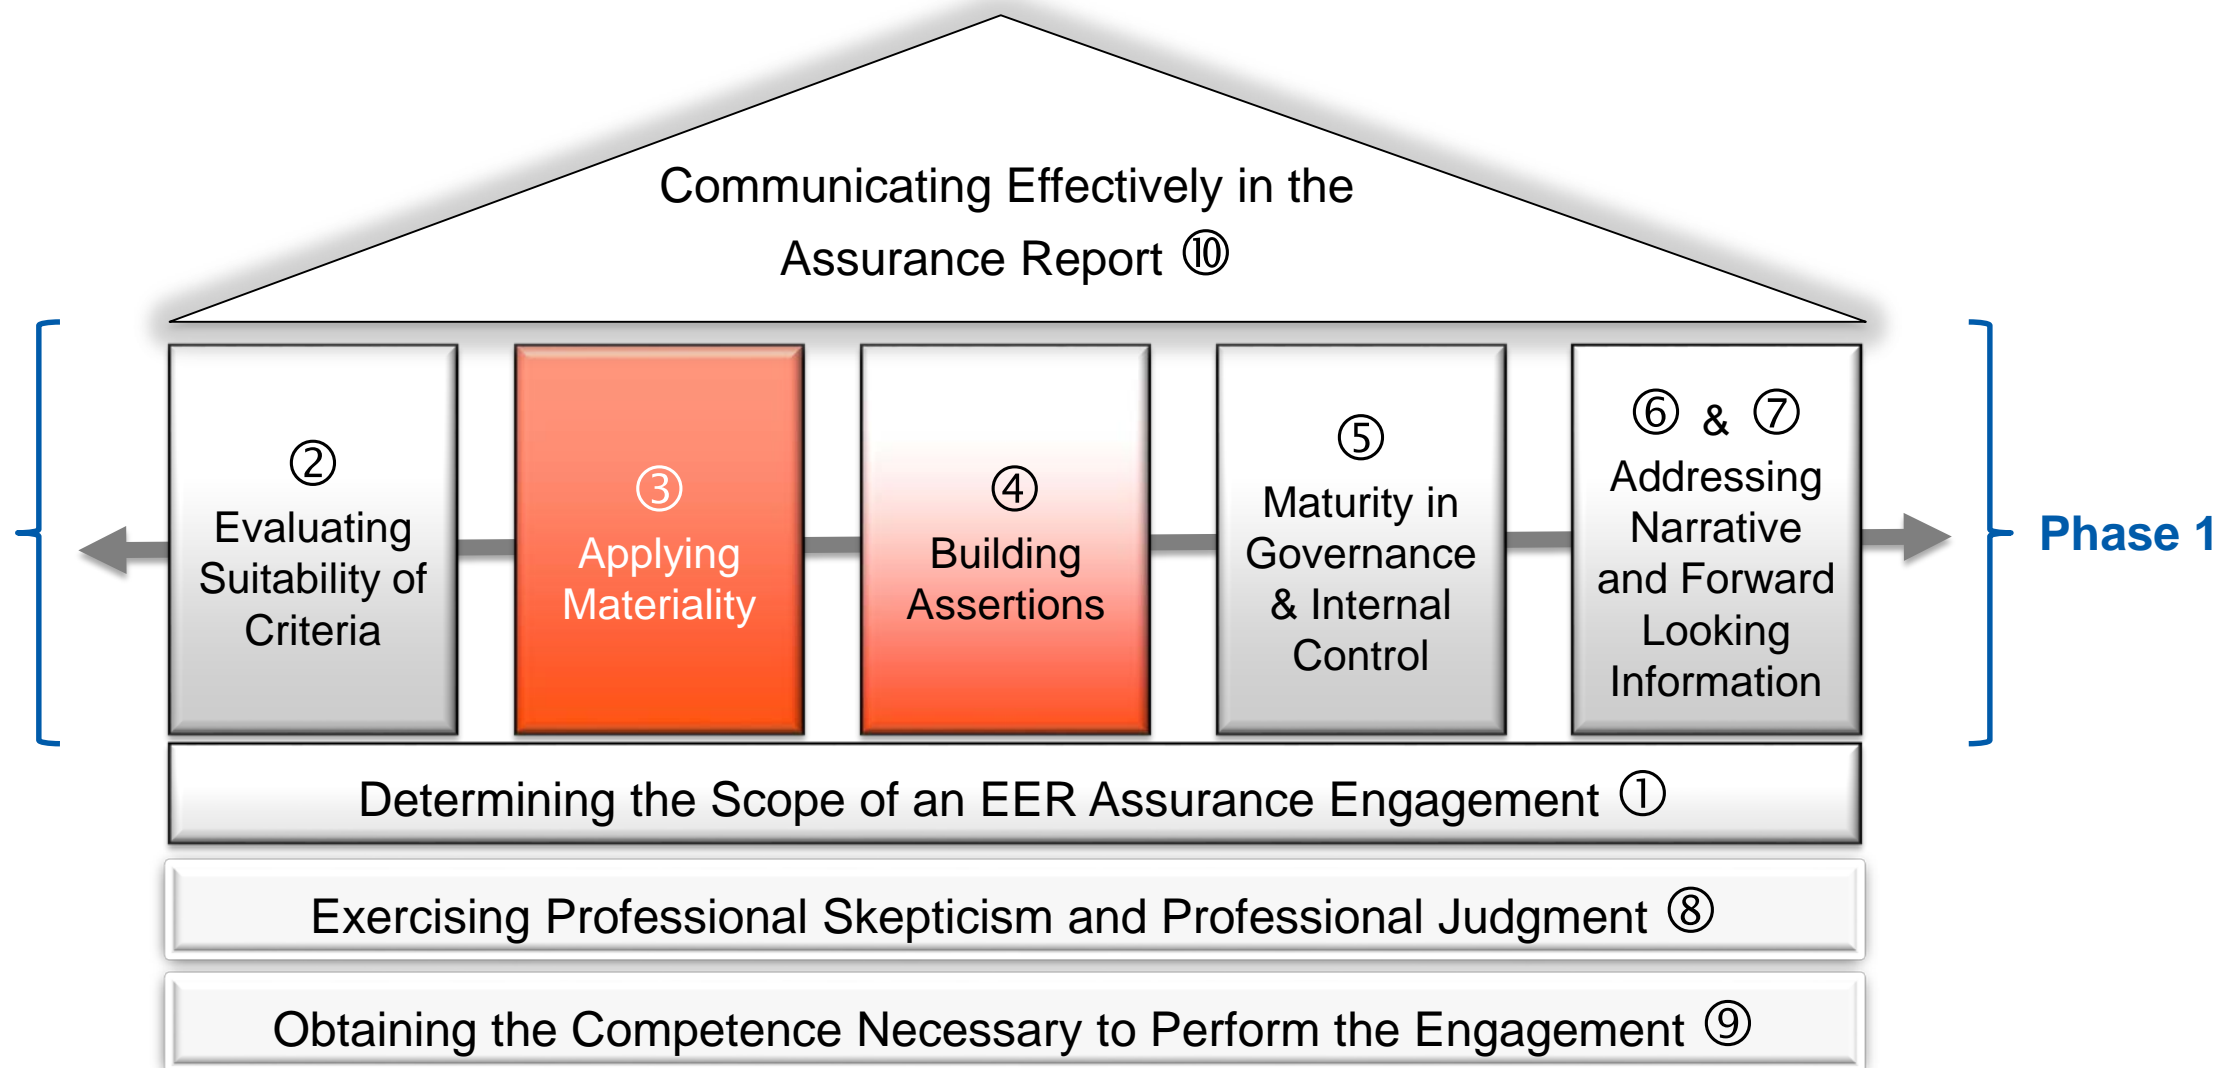 Communicating Effectively in the
Assurance Report ⑩
②
Evaluating
Suitability of
Criteria
③
Applying
Materiality
④
Building
Assertions
⑤
Maturity in
Governance
& Internal
Control
⑥ & ⑦
Addressing
Narrative
and Forward
Looking
Information
Phase 1
Determining the Scope of an EER Assurance Engagement ①
Exercising Professional Skepticism and Professional Judgment ⑧
Obtaining the Competence Necessary to Perform the Engagement ⑨